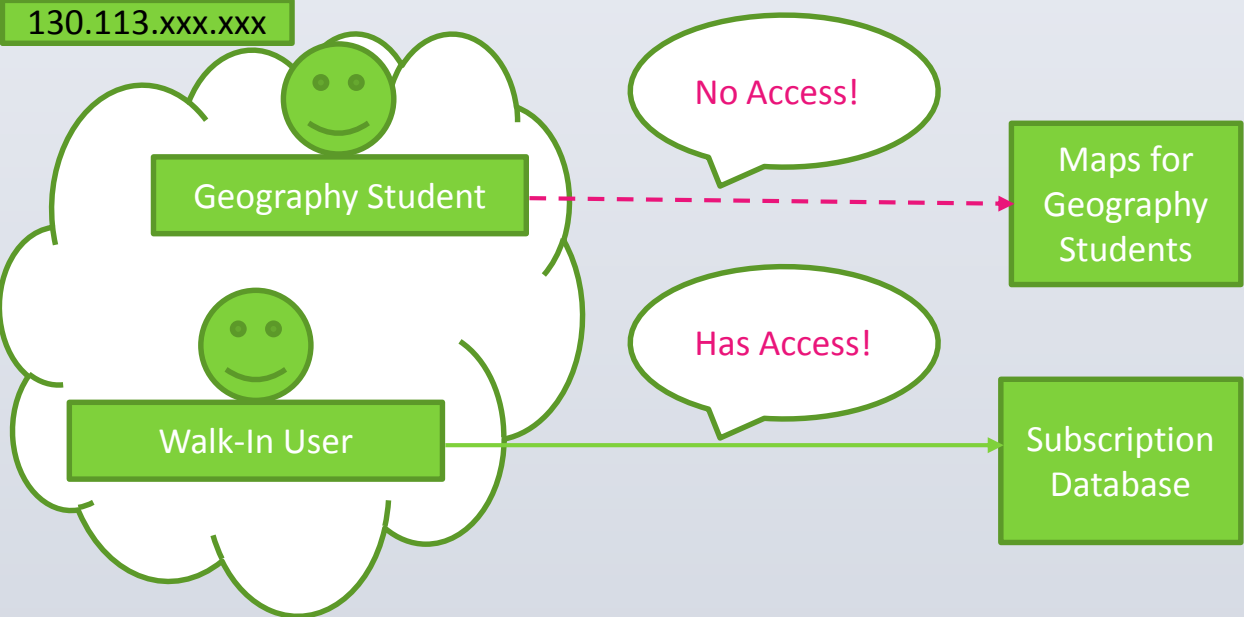 130.113.xxx.xxx
Geography Student
No Access!
Maps for
Geography
Students
Walk-In User
Has Access!
Subscription
Database